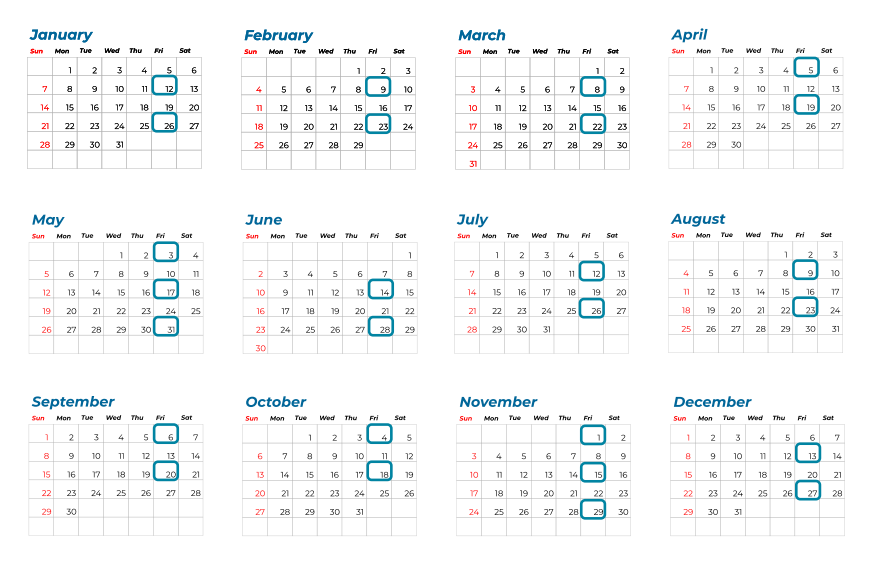 January
Sun Mon Tue Wed Thu Fri Sat
1 2 3 4 5 6
7 8 9 10 11 12 13
14 15 16 17 18 19 20
21 22 23 24 25 26 27
28 29 30 31
February
Sun Mon Tue Wed Thu Fri Sat
1 2 3
4 5 6 7 8 9 10
11 12 13 14 15 16 17
18 19 20 21 22 23 24
25 26 27 28 29
March
Sun Mon Tue Wed Thu Fri Sat
1 2
3 4 5 6 7 8 9
10 11 12 13 14 15 16
17 18 19 20 21 22 23
24 25 26 27 28 29 30
31
April
Sun Mon Tue Wed Thu Fri Sat
1 2 3 4 5 6
7 8 9 10 11 12 13
14 15 16 17 18 19 20
21 22 23 24 25 26 27
28 29 30
May
Sun Mon Tue Wed Thu Fri Sat
1 2 3 4
5 6 7 8 9 10 11
12 13 14 15 16 17 18
19 20 21 22 23 24 25
26 27 28 29 30 31
June
Sun Mon Tue Wed Thu Fri Sat
1
2 3 4 5 6 7 8
10 10 11 12 13 14 15
16 17 18 19 20 21 22
23 24 25 26 27 28 29
30
July
Sun Mon Tue Wed Thu Fri Sat
1 2 3 4 5 6
7 8 9 10 11 12 13
14 15 16 17 18 19 20
21 22 23 24 25 26 27
28 29 30 31
August
Sun Mon Tue Wed Thu Fri Sat
1 2 3
4 5 6 7 8 9 10
11 12 13 14 15 16 17
18 19 20 21 22 23 24
25 26 27 28 29 30 31
September
Sun Mon Tue Wed Thu Fri Sat
1 2 3 4 5 6 7
8 9 10 11 12 13 14
15 16 17 18 19 20 21
22 23 24 25 26 27 28
29 30
October
Sun Mon Tue Wed Thu Fri Sat
1 2 3 4 5
6 7 8 9 10 11 12
13 14 15 16 17 18 19
20 21 22 23 24 25 26
27 28 29 30 31
November
Sun Mon Tue Wed Thu Fri Sat
1 2
3 4 5 6 7 8 9
10 11 12 13 14 15 16
17 18 19 20 21 22 23
24 25 26 27 28 29 30
December
Sun Mon Tue Wed Thu Fri Sat
1 2 3 4 5 6 7
8 9 10 11 12 13 14
15 16 17 18 19 20 21
22 23 24 25 26 27 28
29 30 31